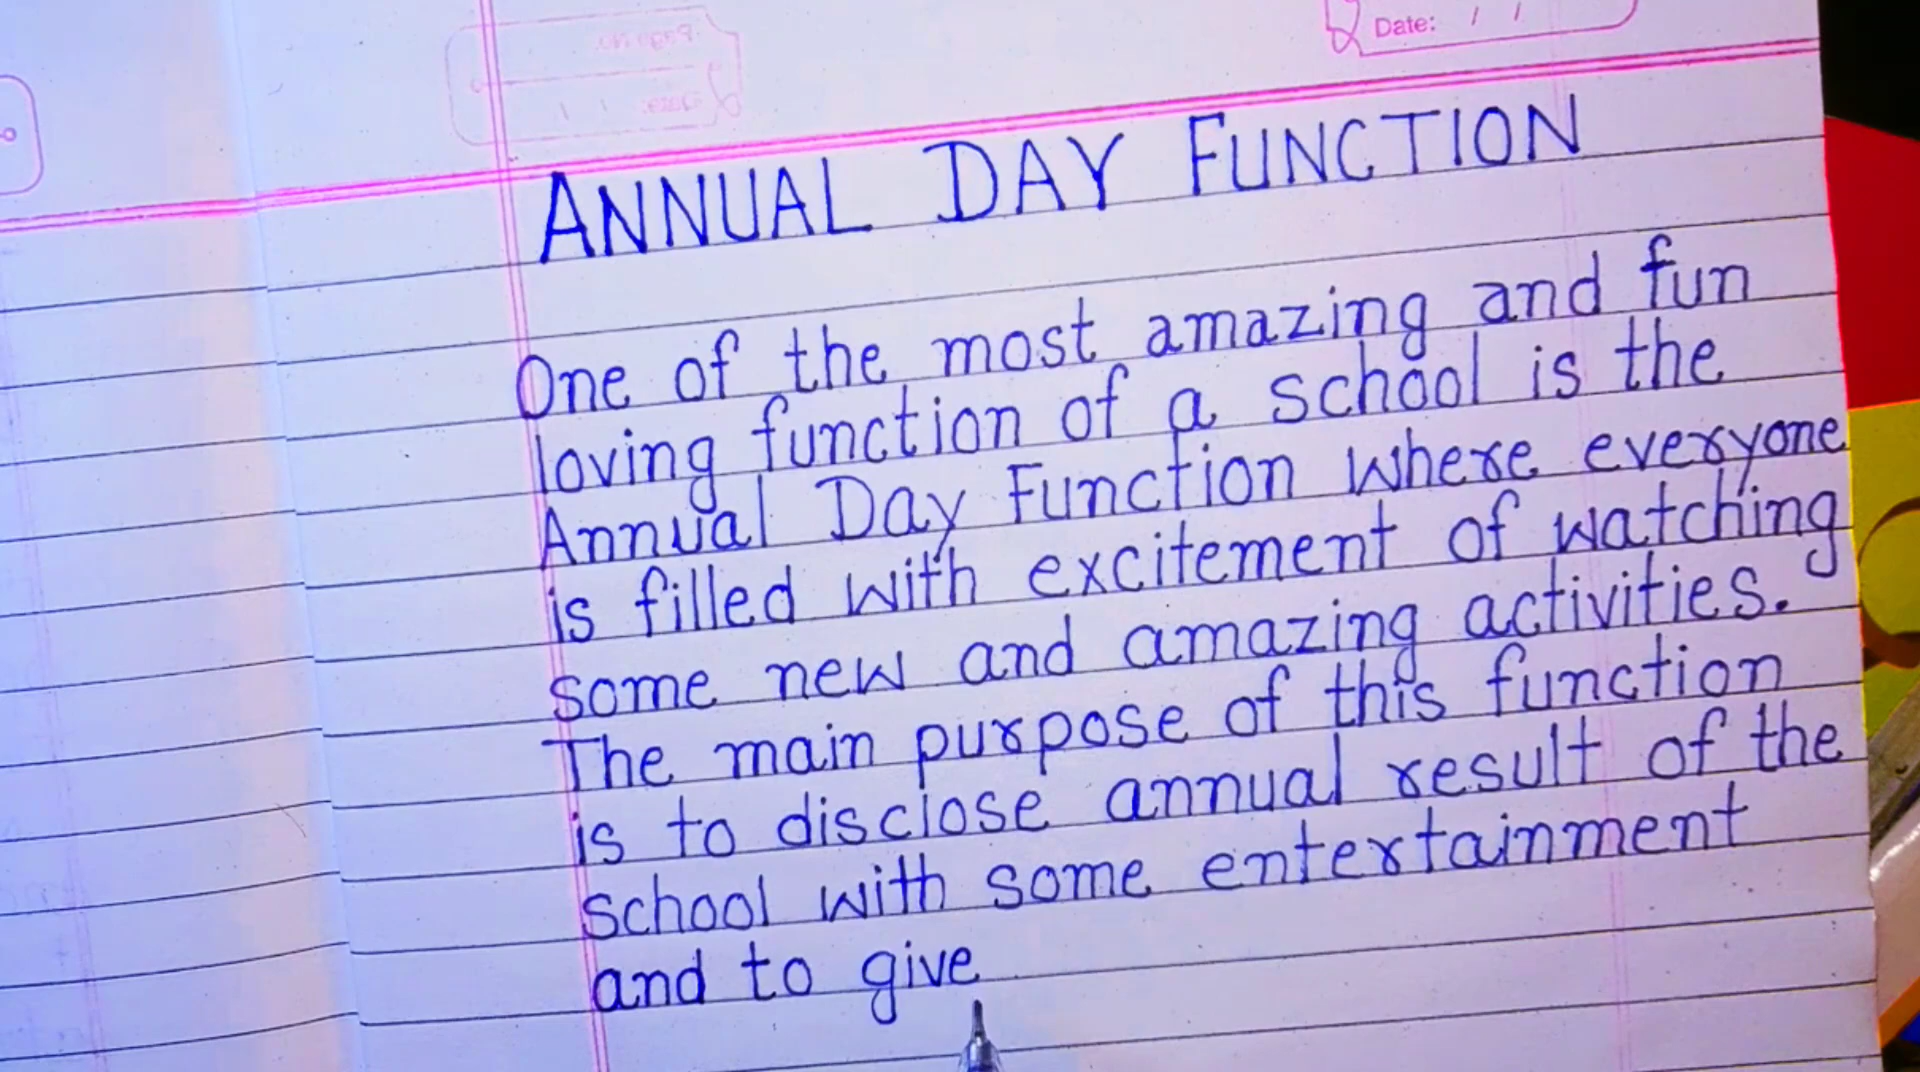 Date: / /
ANNUAL DAY FUNCTION
One of the most amazing and fun
loving function of a school is the
Annual Day Function where everyone
is filled with excitement of watching
some new and amazing activities.
The main purpose of this function
is to disclose annual result of the
school with some entertainment
and to give